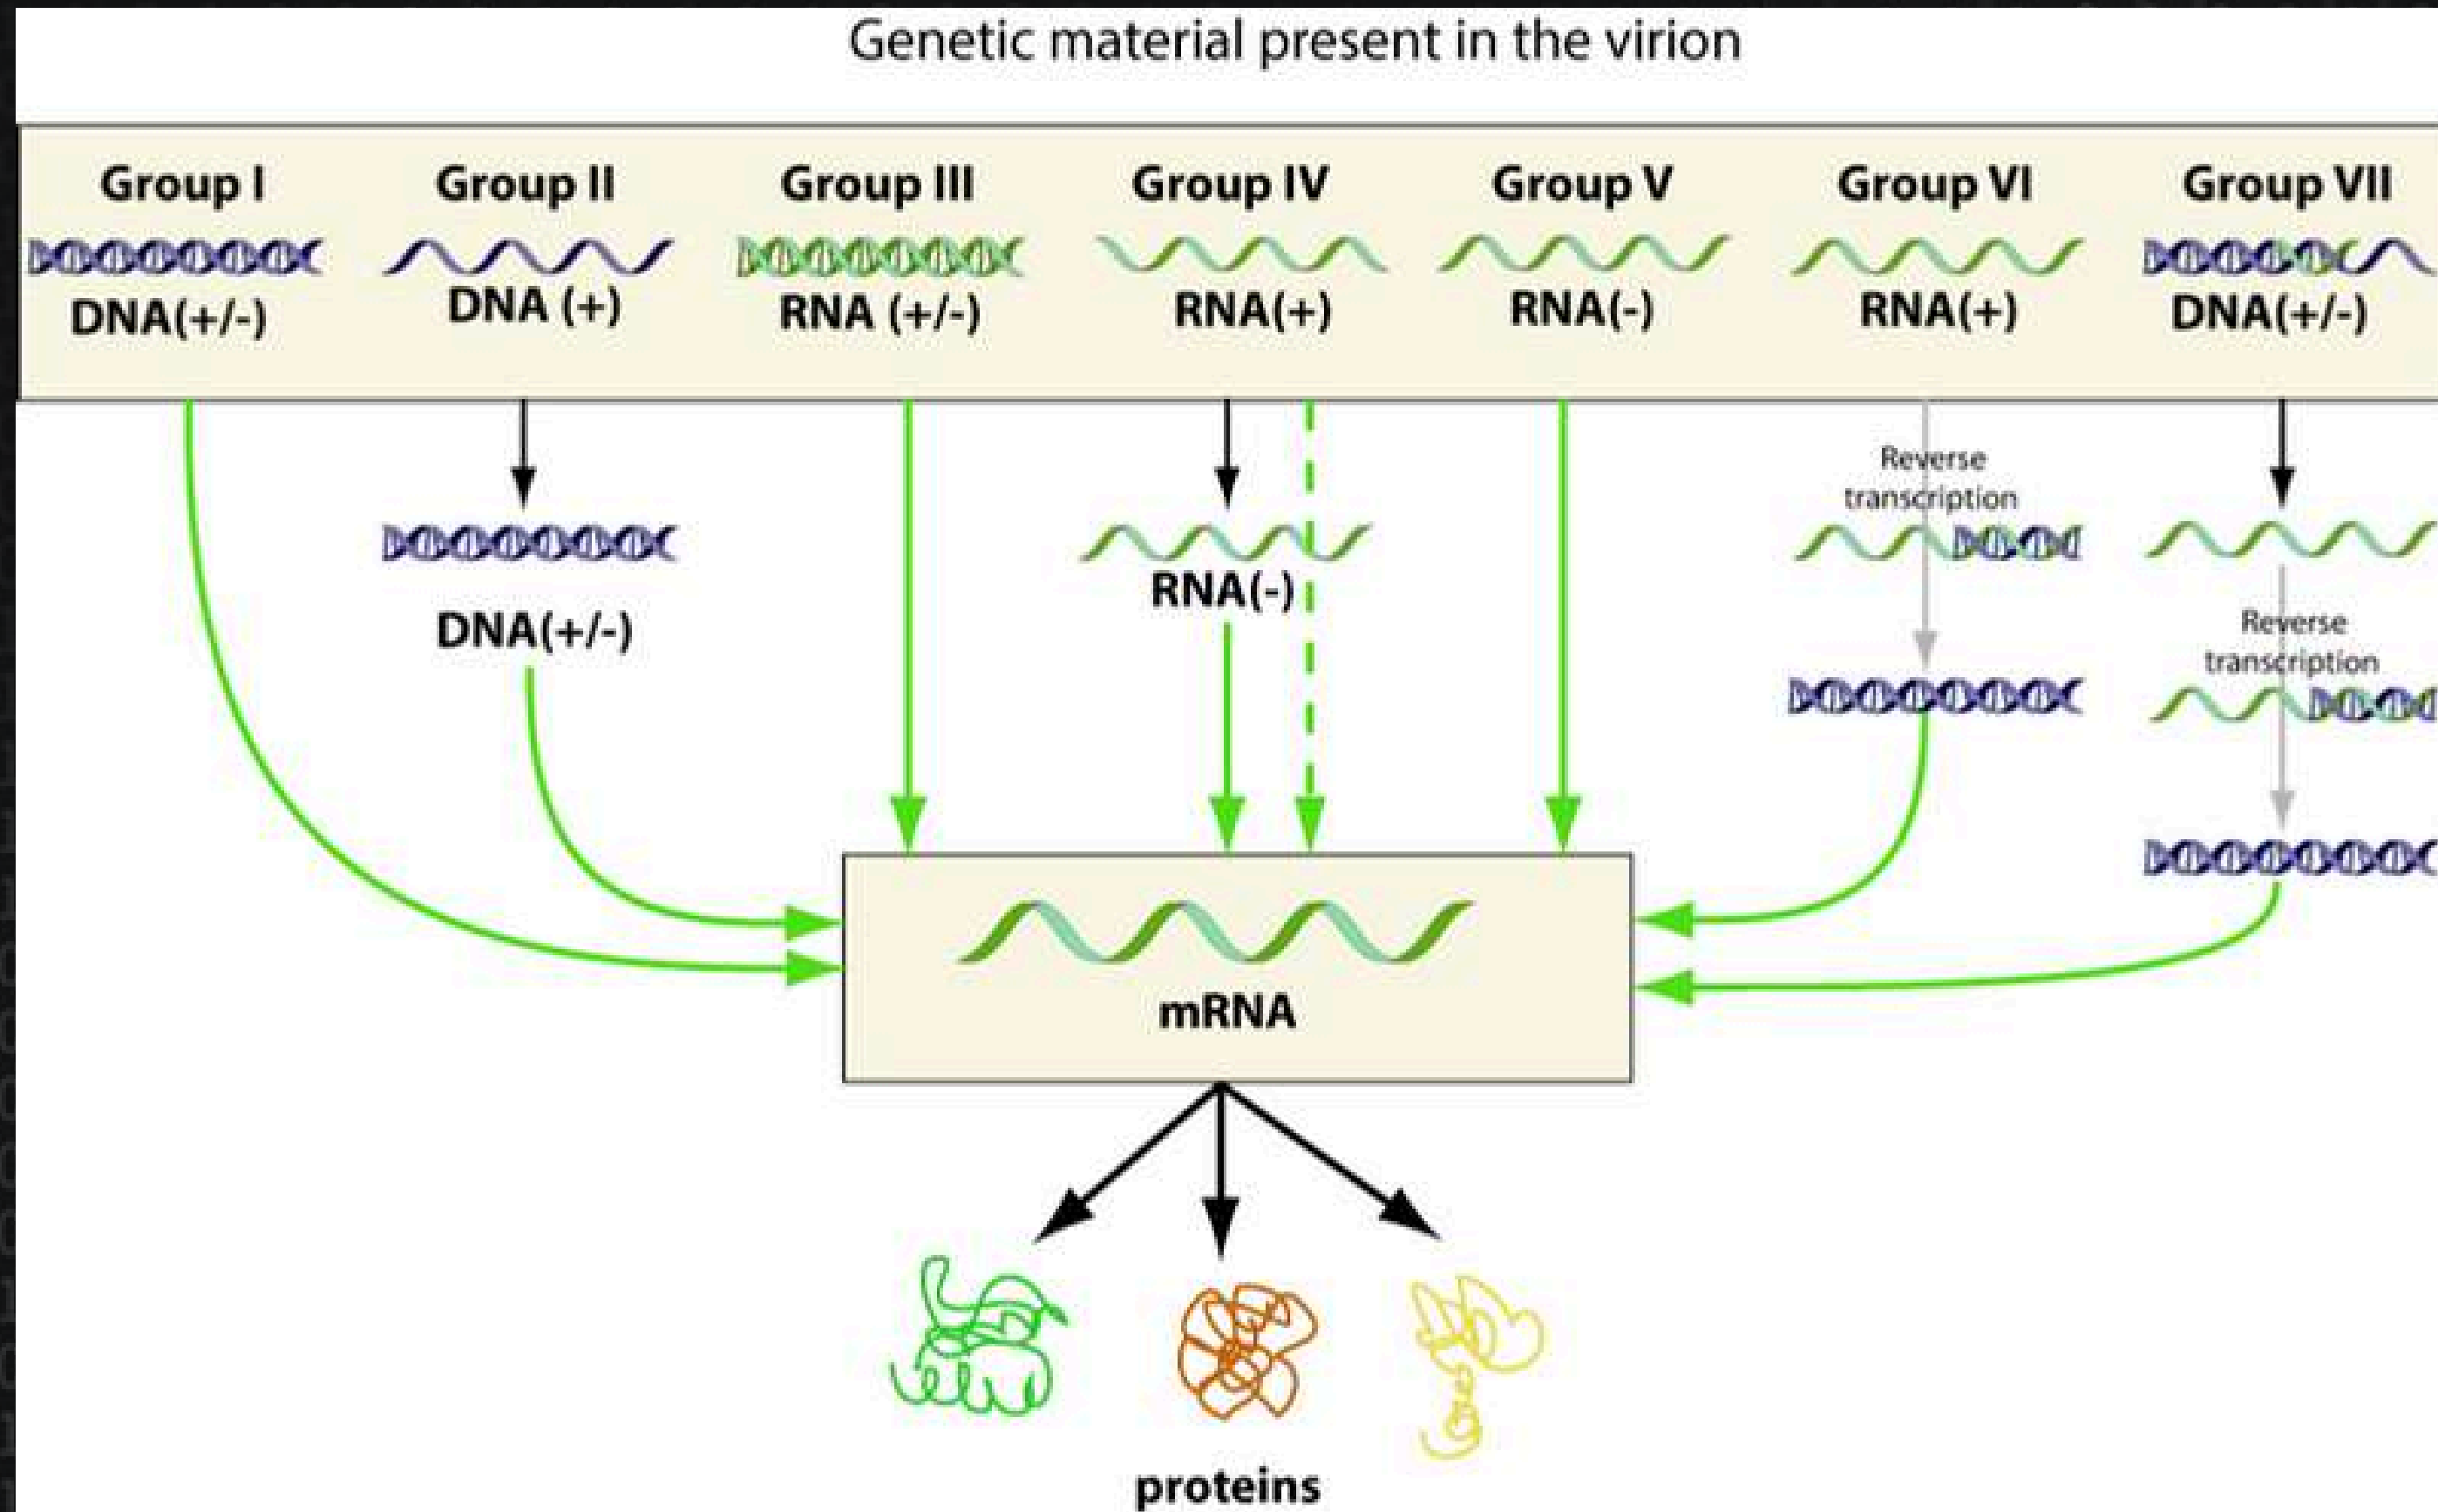 Genetic material present in the virion
Group I
Group II
Group III
Group IV
Group V
Group VI
Group VII
DNA(+/-)
DNA (+)
RNA (+/-)
RNA(+)
RNA(-)
RNA(+)
DNA(+/-)
Reverse
transcription
DNA(+/-)
RNA(-)
Reverse
transcription
mRNA
proteins